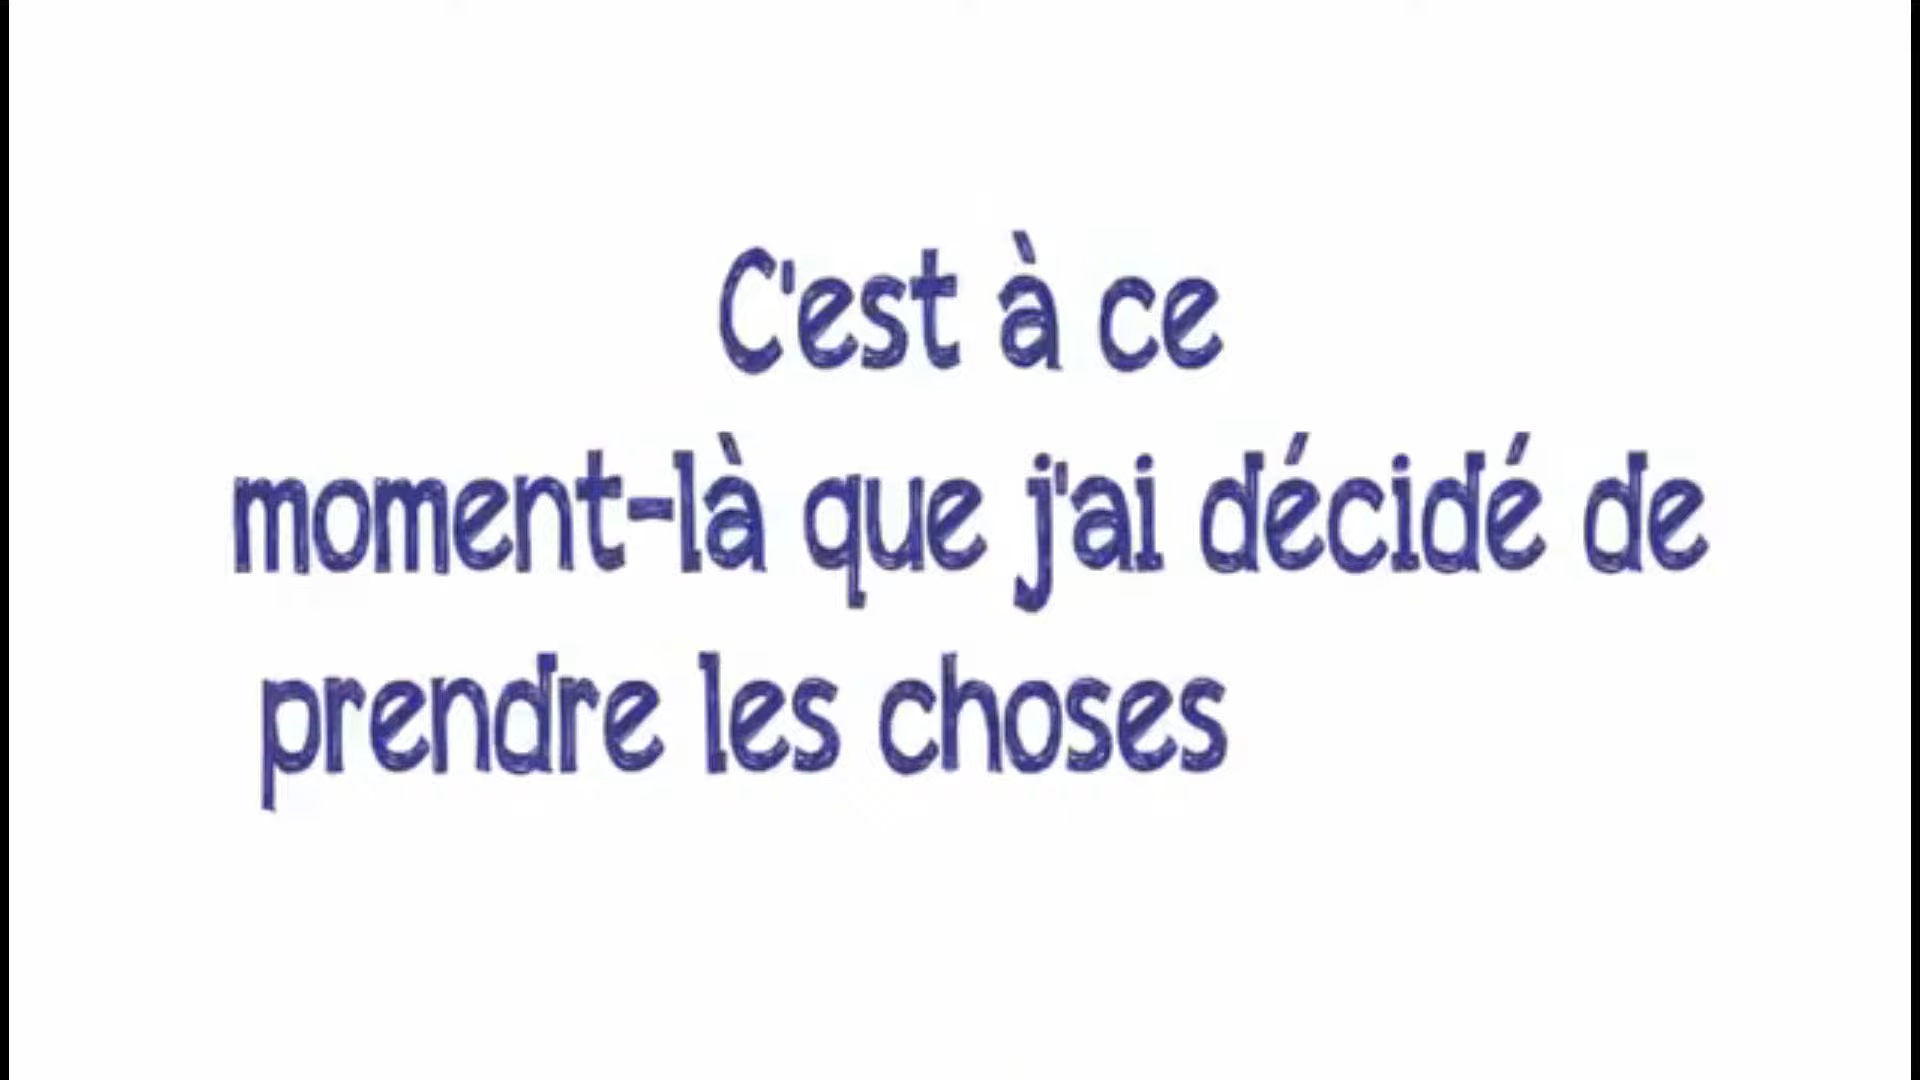 C'est à ce
moment-là que j'ai décidé de
prendre les choses